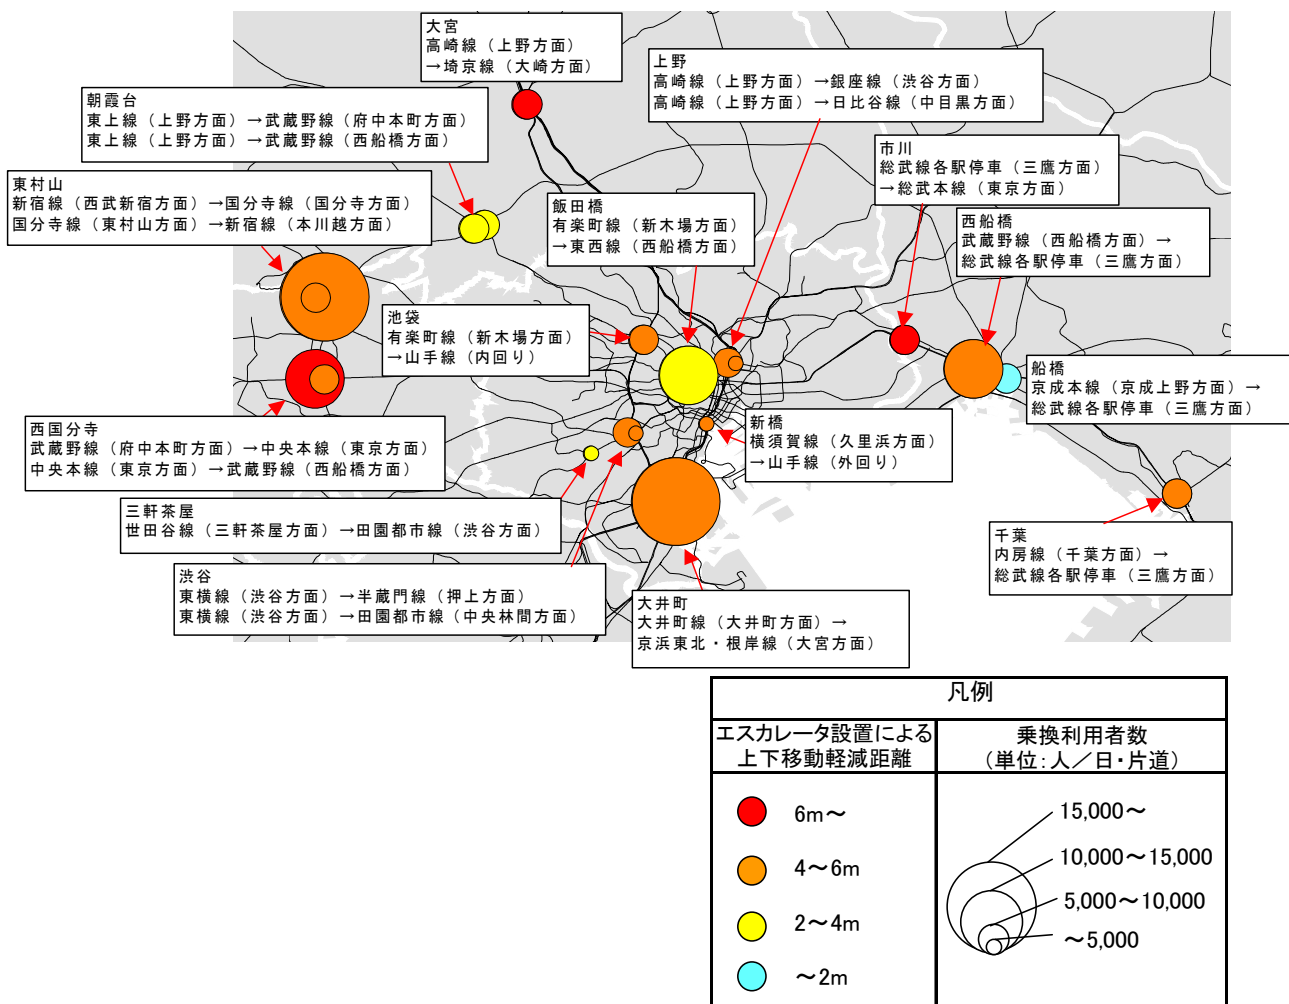 大宮
高崎線（上野方面）
→埼京線（大崎方面）
上野
高崎線（上野方面）→銀座線（渋谷方面）
高崎線（上野方面）→日比谷線（中目黒方面）
朝霞台
東上線（上野方面）→武蔵野線（府中本町方面）
東上線（上野方面）→武蔵野線（西船橋方面）
市川
総武線各駅停車（三鷹方面）
→総武本線（東京方面）
東村山
新宿線（西武新宿方面）→国分寺線（国分寺方面）
国分寺線（東村山方面）→新宿線（本川越方面）
飯田橋
有楽町線（新木場方面）
→東西線（西船橋方面）
西船橋
武蔵野線（西船橋方面）→
総武線各駅停車（三鷹方面）
池袋
有楽町線（新木場方面）
→山手線（内回り）
船橋
京成本線（京成上野方面）→
総武線各駅停車（三鷹方面）
西国分寺
武蔵野線（府中本町方面）→中央本線（東京方面）
中央本線（東京方面）→武蔵野線（西船橋方面）
新橋
横須賀線（久里浜方面）
→山手線（外回り）
三軒茶屋
世田谷線（三軒茶屋方面）→田園都市線（渋谷方面）
千葉
内房線（千葉方面）→
総武線各駅停車（三鷹方面）
渋谷
東横線（渋谷方面）→半蔵門線（押上方面）
東横線（渋谷方面）→田園都市線（中央林間方面）
大井町
大井町線（大井町方面）→
京浜東北・根岸線（大宮方面）
凡例
エスカレータ設置による
上下移動軽減距離
乗換利用者数
（単位：人／日・片道）
6m～
4～6m
2～4m
～2m
15,000～
10,000～15,000
5,000～10,000
～5,000